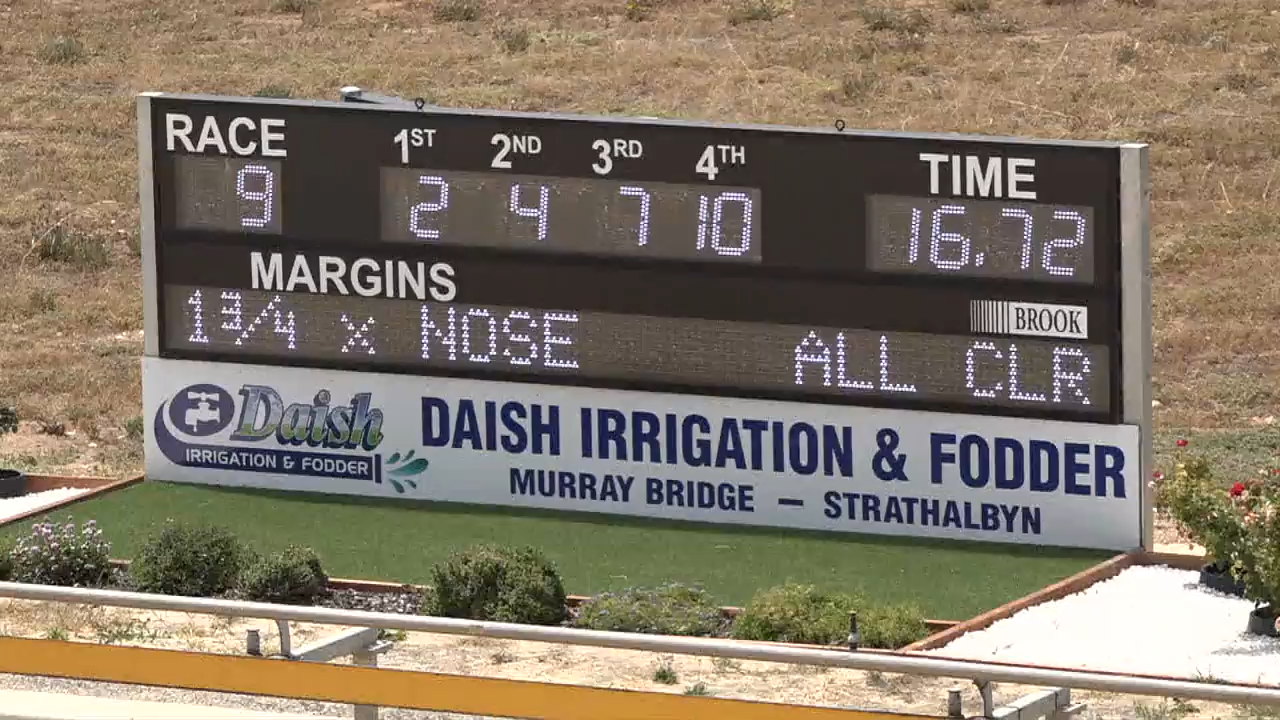 RACE 1ST 2ND 3RD 4TH TIME
9 2 4 7 10 16.72
MARGINS
BROOK
1 3/4 x NOSE ALL CLR
Daish
IRRIGATION & FODDER
DAISH IRRIGATION & FODDER
MURRAY BRIDGE – STRATHALBYN